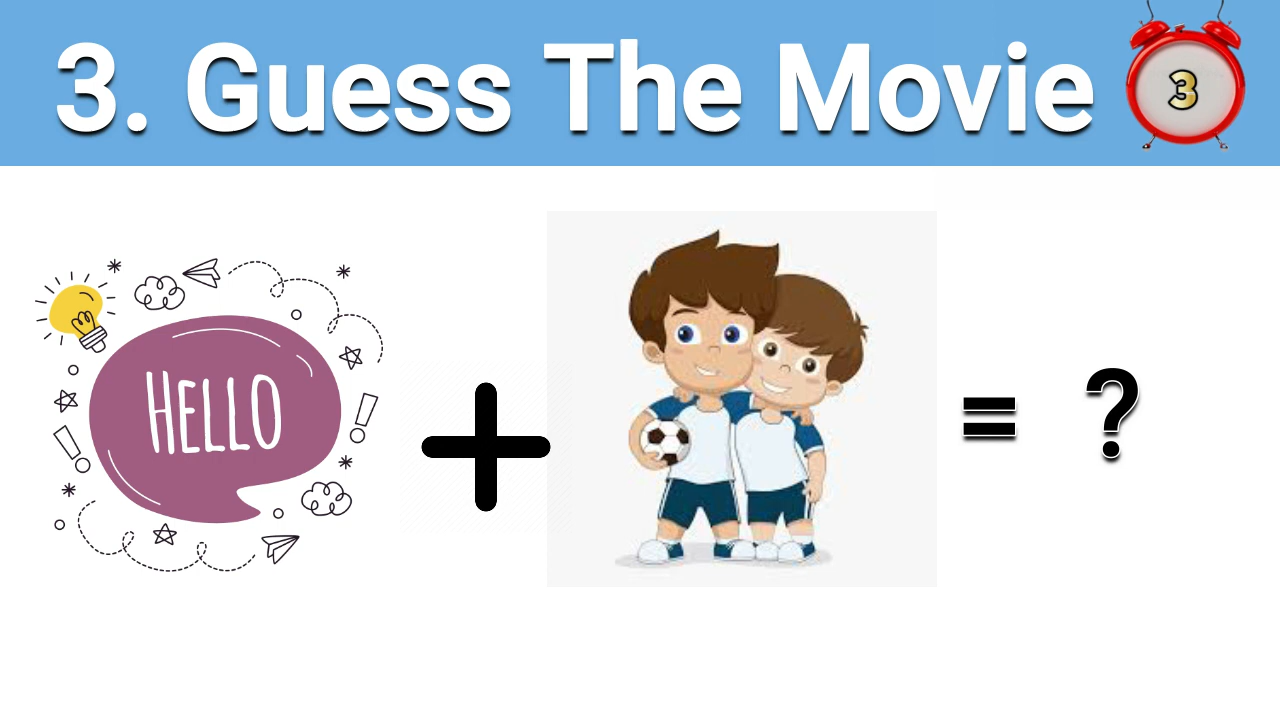 3. Guess The Movie
3
HELLO
+
= ?